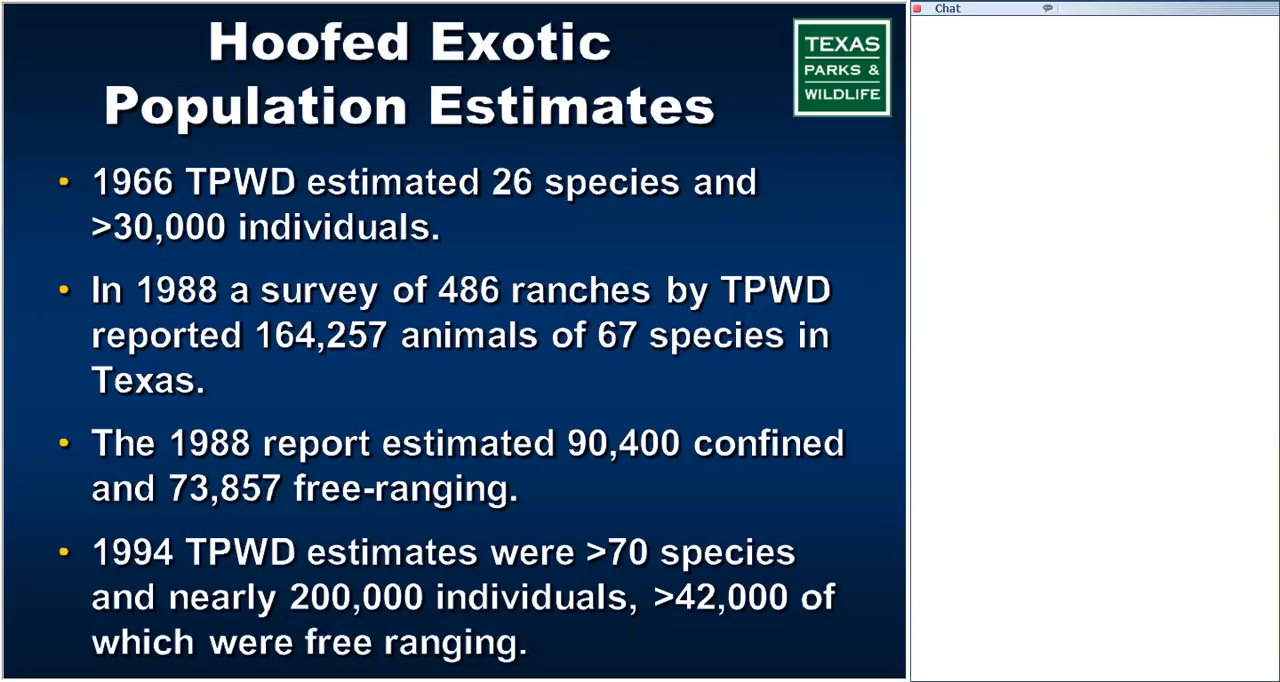 Hoofed Exotic
Population Estimates
TEXAS
PARKS &
WILDLIFE
• 1966 TPWD estimated 26 species and
>30,000 individuals.
• In 1988 a survey of 486 ranches by TPWD
reported 164,257 animals of 67 species in
Texas.
• The 1988 report estimated 90,400 confined
and 73,857 free-ranging.
• 1994 TPWD estimates were >70 species
and nearly 200,000 individuals, >42,000 of
which were free ranging.
Chat